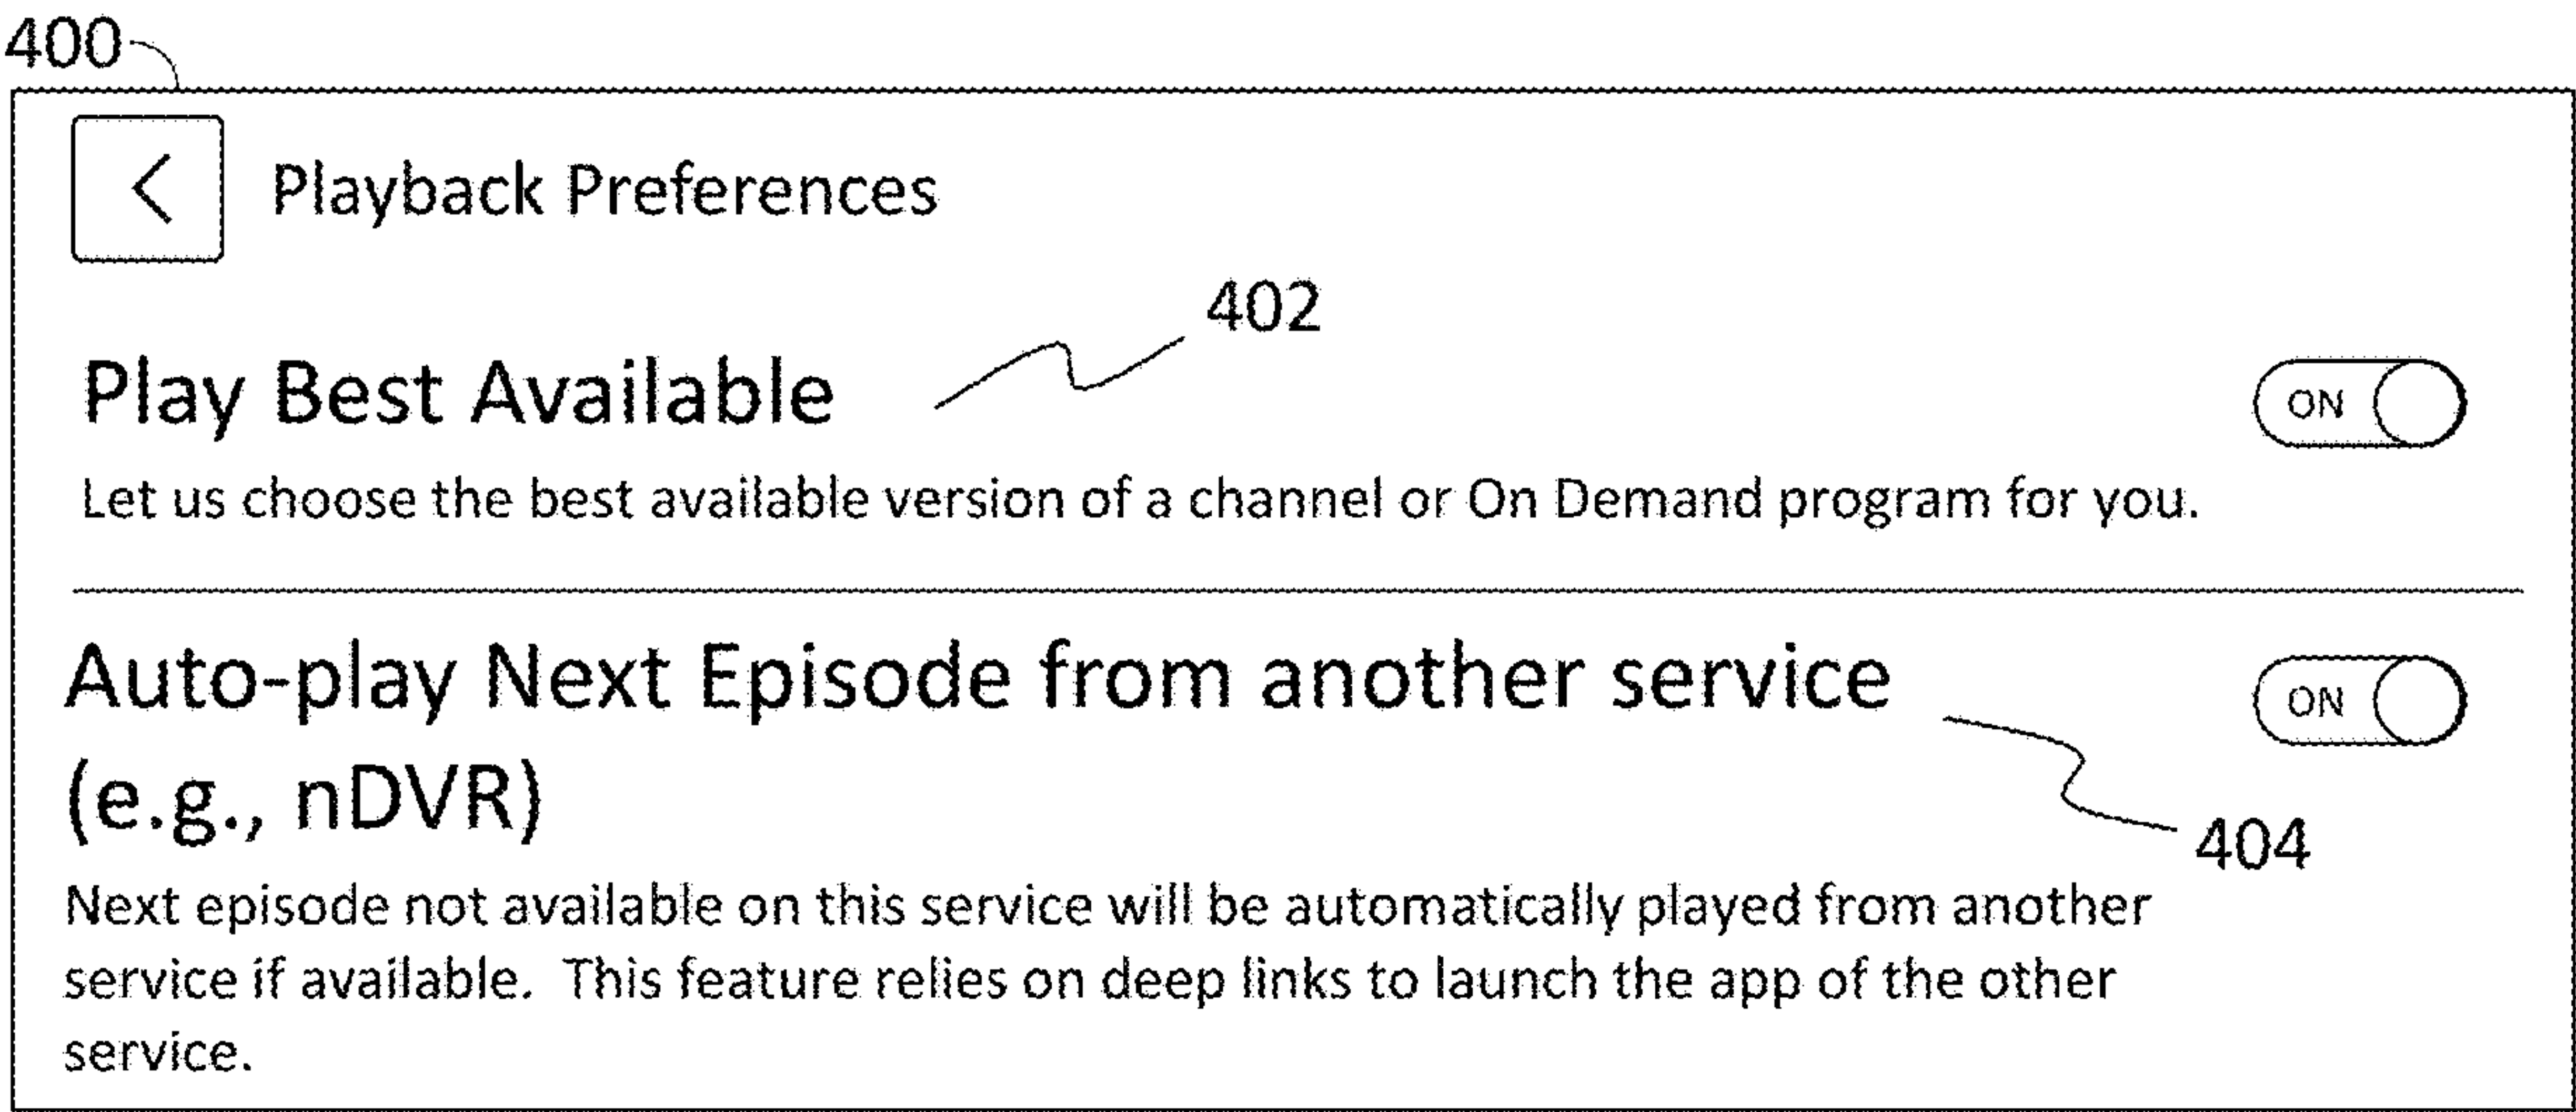 400
< Playback Preferences
402
Play Best Available
ON
Let us choose the best available version of a channel or On Demand program for you.
Auto-play Next Episode from another service
ON
(e.g., nDVR)
404
Next episode not available on this service will be automatically played from another
service if available.  This feature relies on deep links to launch the app of the other
service.